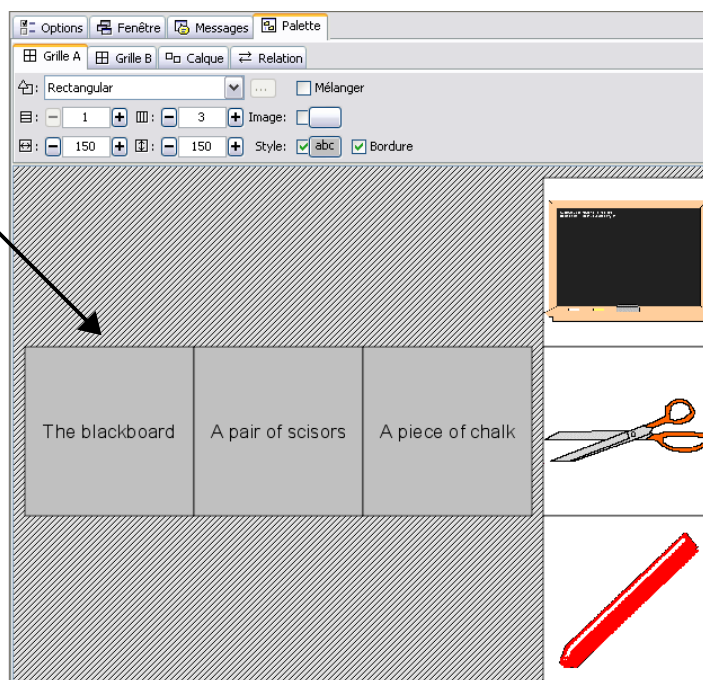 Options Fenêtre Messages Palette
Grille A Grille B Calque Relation
Rectangular ... Mélanger
1 3 Image:
150 150 Style: abc Bordure
The blackboard A pair of scisors A piece of chalk